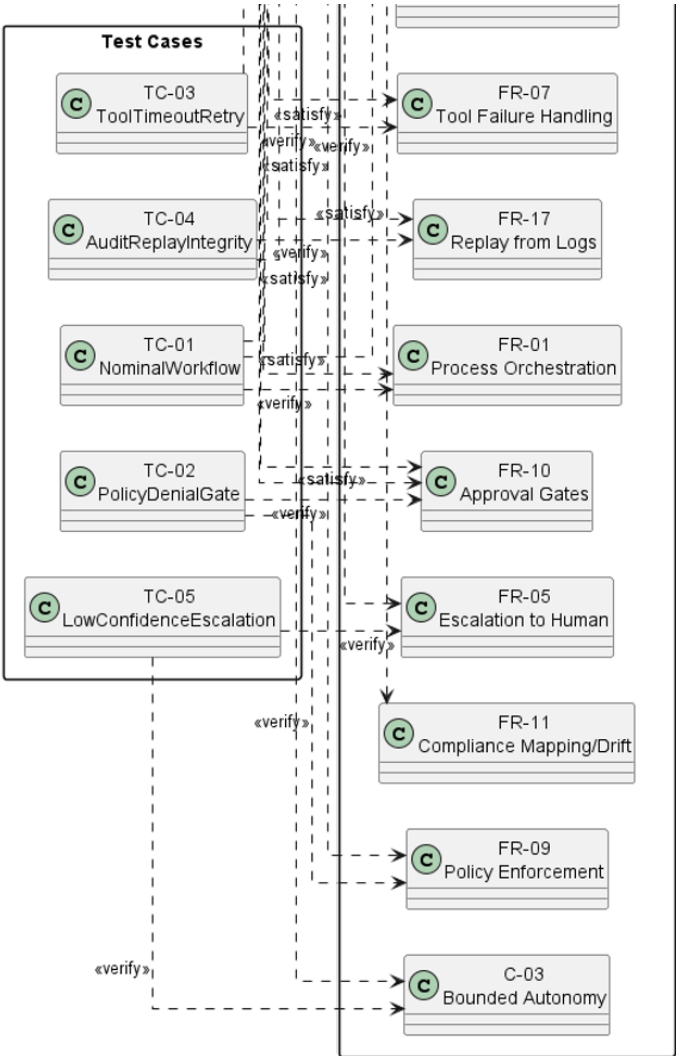 Test Cases
C
TC-03
ToolTimeoutRetry
C
FR-07
Tool Failure Handling
«satisfy»
«verify»
«verify»
«satisfy»
C
TC-04
AuditReplayIntegrity
C
FR-17
Replay from Logs
«satisfy»
«verify»
«satisfy»
C
TC-01
NominalWorkflow
C
FR-01
Process Orchestration
«satisfy»
«verify»
C
TC-02
PolicyDenialGate
C
FR-10
Approval Gates
«satisfy»
«verify»
C
TC-05
LowConfidenceEscalation
C
FR-05
Escalation to Human
«verify»
C
FR-11
Compliance Mapping/Drift
«verify»
C
FR-09
Policy Enforcement
«verify»
C
C-03
Bounded Autonomy